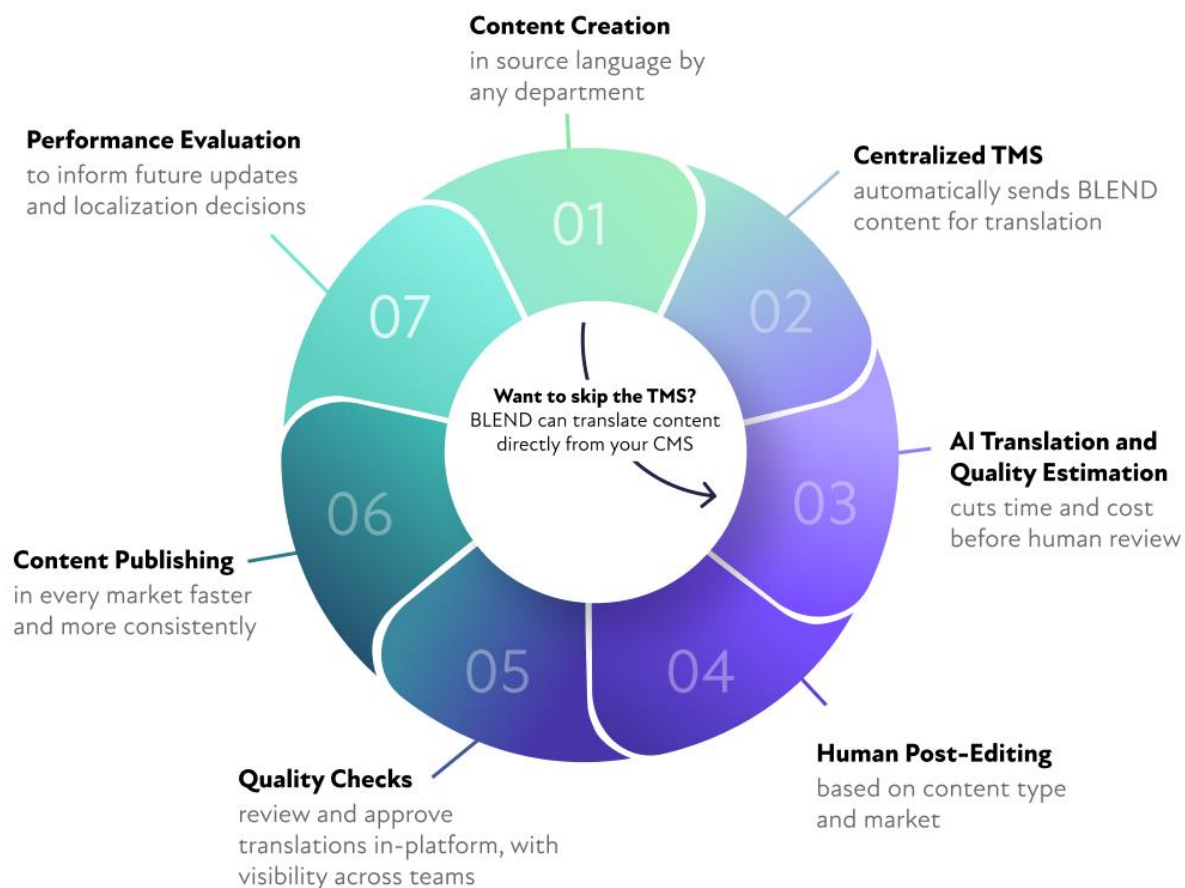 Content Creation
in source language by
any department
01
Centralized TMS
automatically sends BLEND
content for translation
02
AI Translation and
Quality Estimation
cuts time and cost
before human review
03
Human Post-Editing
based on content type
and market
04
Quality Checks
review and approve
translations in-platform, with
visibility across teams
05
Content Publishing
in every market faster
and more consistently
06
Performance Evaluation
to inform future updates
and localization decisions
07
Want to skip the TMS?
BLEND can translate content
directly from your CMS